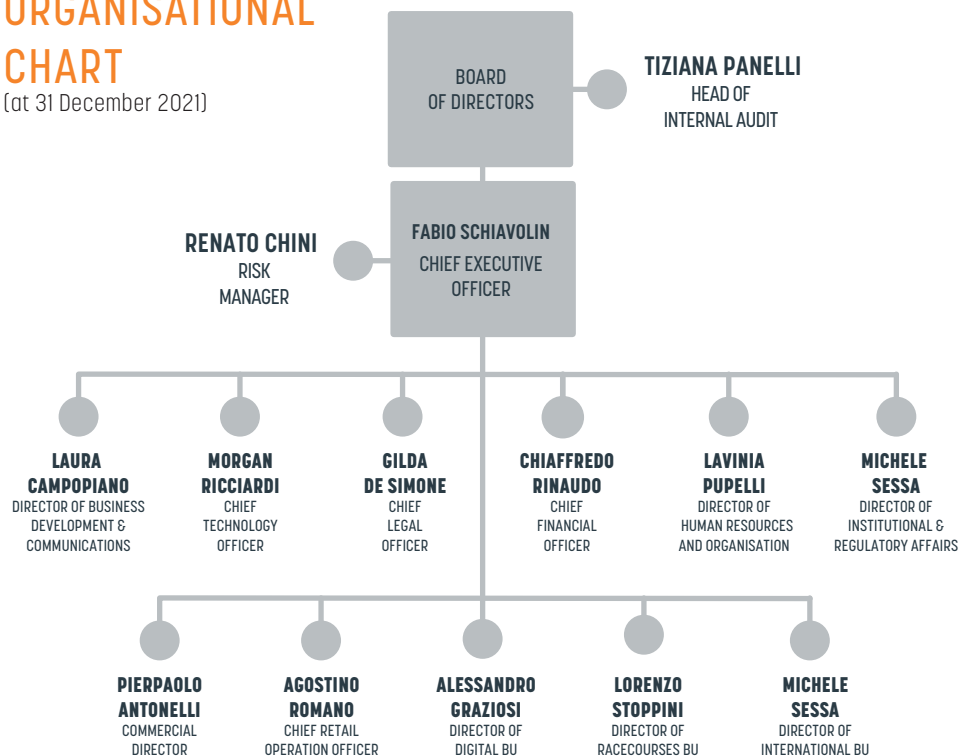 ORGANISATIONAL
CHART
(at 31 December 2021)
BOARD
OF DIRECTORS
TIZIANA PANELLI
HEAD OF
INTERNAL AUDIT
RENATO CHINI
RISK
MANAGER
FABIO SCHIAVOLIN
CHIEF EXECUTIVE
OFFICER
LAURA
CAMPOPIANO
DIRECTOR OF BUSINESS
DEVELOPMENT &
COMMUNICATIONS
MORGAN
RICCIARDI
CHIEF
TECHNOLOGY
OFFICER
GILDA
DE SIMONE
CHIEF
LEGAL
OFFICER
CHIAFFREDO
RINAUDO
CHIEF
FINANCIAL
OFFICER
LAVINIA
PUPELLI
DIRECTOR OF
HUMAN RESOURCES
AND ORGANISATION
MICHELE
SESSA
DIRECTOR OF
INSTITUTIONAL &
REGULATORY AFFAIRS
PIERPAOLO
ANTONELLI
COMMERCIAL
DIRECTOR
AGOSTINO
ROMANO
CHIEF RETAIL
OPERATION OFFICER
ALESSANDRO
GRAZIOSI
DIRECTOR OF
DIGITAL BU
LORENZO
STOPPINI
DIRECTOR OF
RACECOURSES BU
MICHELE
SESSA
DIRECTOR OF
INTERNATIONAL BU